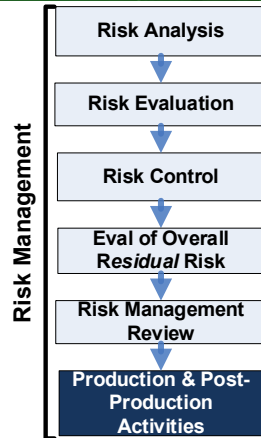 Risk Management
Risk Analysis
Risk Evaluation
Risk Control
Eval of Overall
Residual Risk
Risk Management
Review
Production & Post-
Production
Activities